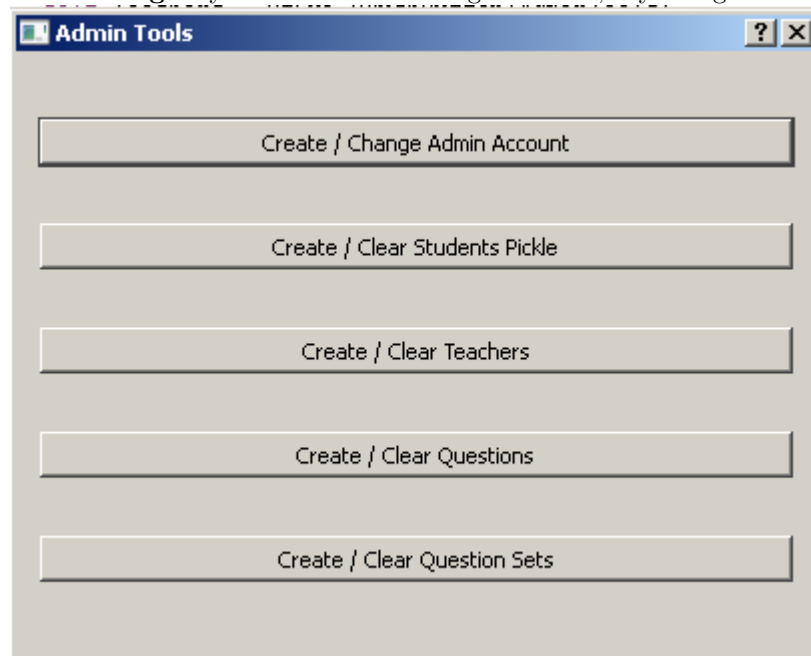 Admin Tools
Create / Change Admin Account
Create / Clear Students Pickle
Create / Clear Teachers
Create / Clear Questions
Create / Clear Question Sets